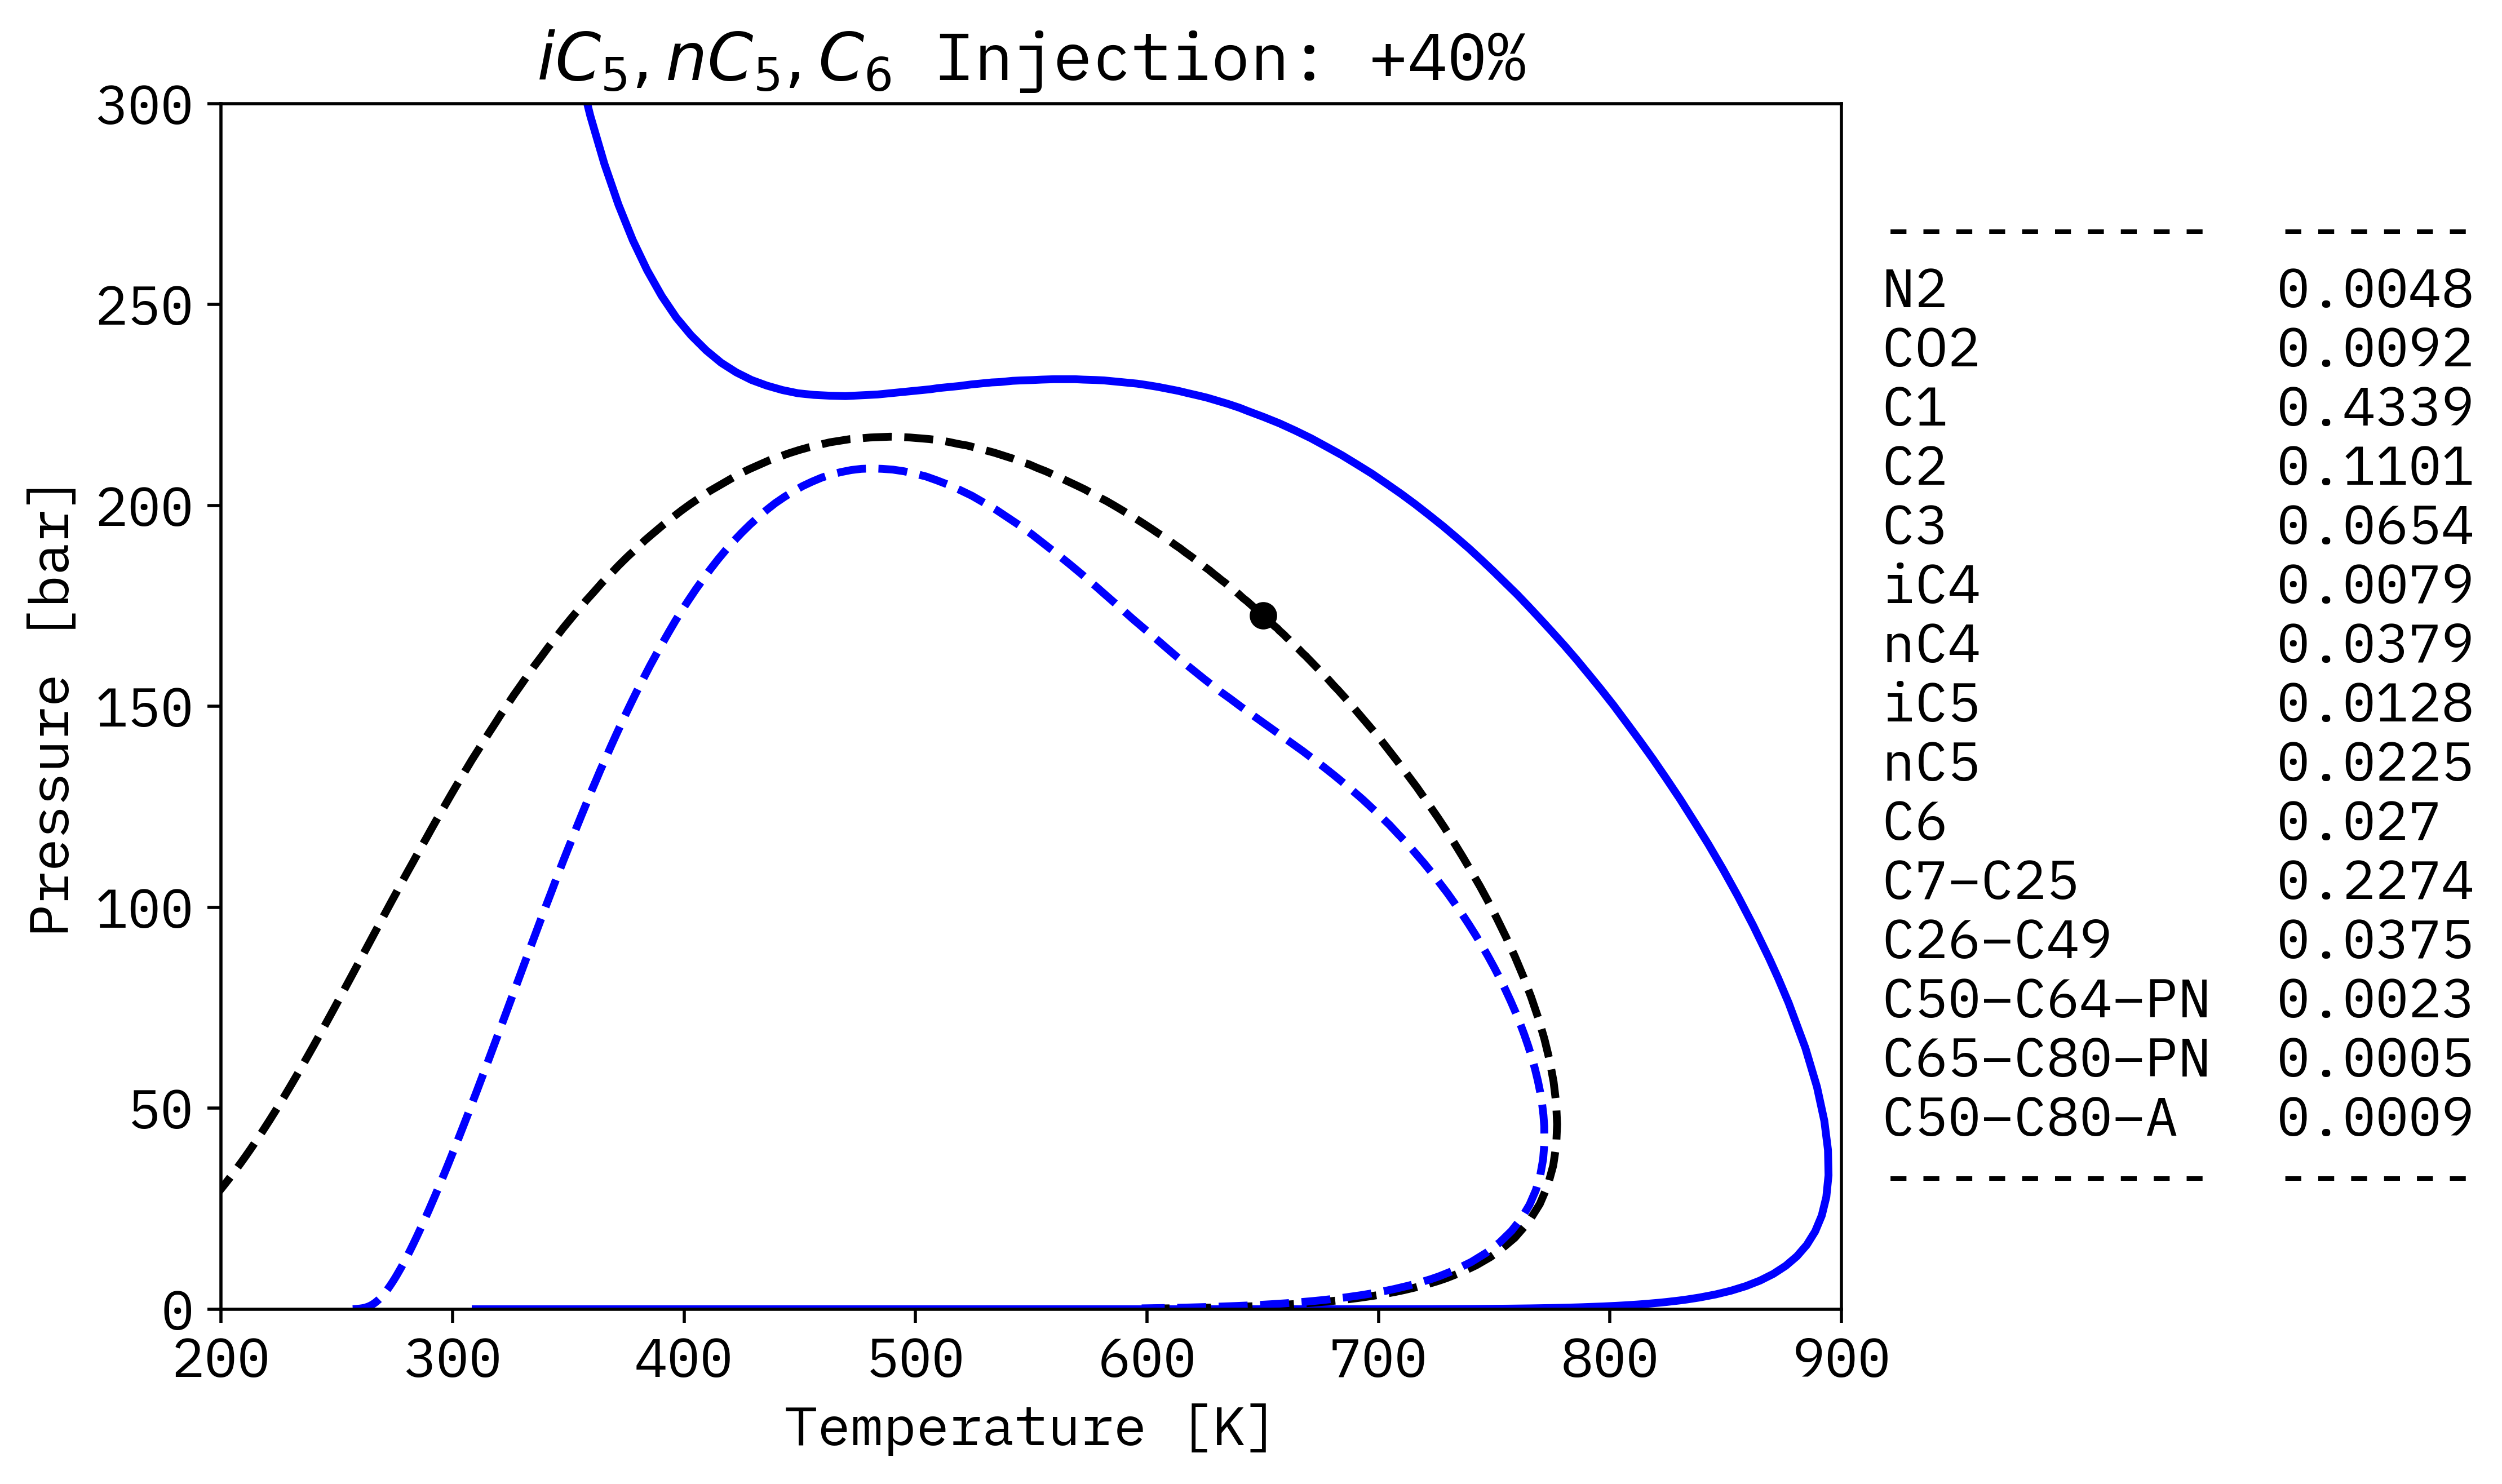 iC5, nC5, C6 Injection: +40%
300
250
200
150
100
50
0
Pressure [bar]
200 300 400 500 600 700 800 900
Temperature [K]
---------- ------
N2 0.0048
CO2 0.0092
C1 0.4339
C2 0.1101
C3 0.0654
iC4 0.0079
nC4 0.0379
iC5 0.0128
nC5 0.0225
C6 0.027
C7−C25 0.2274
C26−C49 0.0375
C50−C64−PN 0.0023
C65−C80−PN 0.0005
C50−C80−A 0.0009
---------- ------